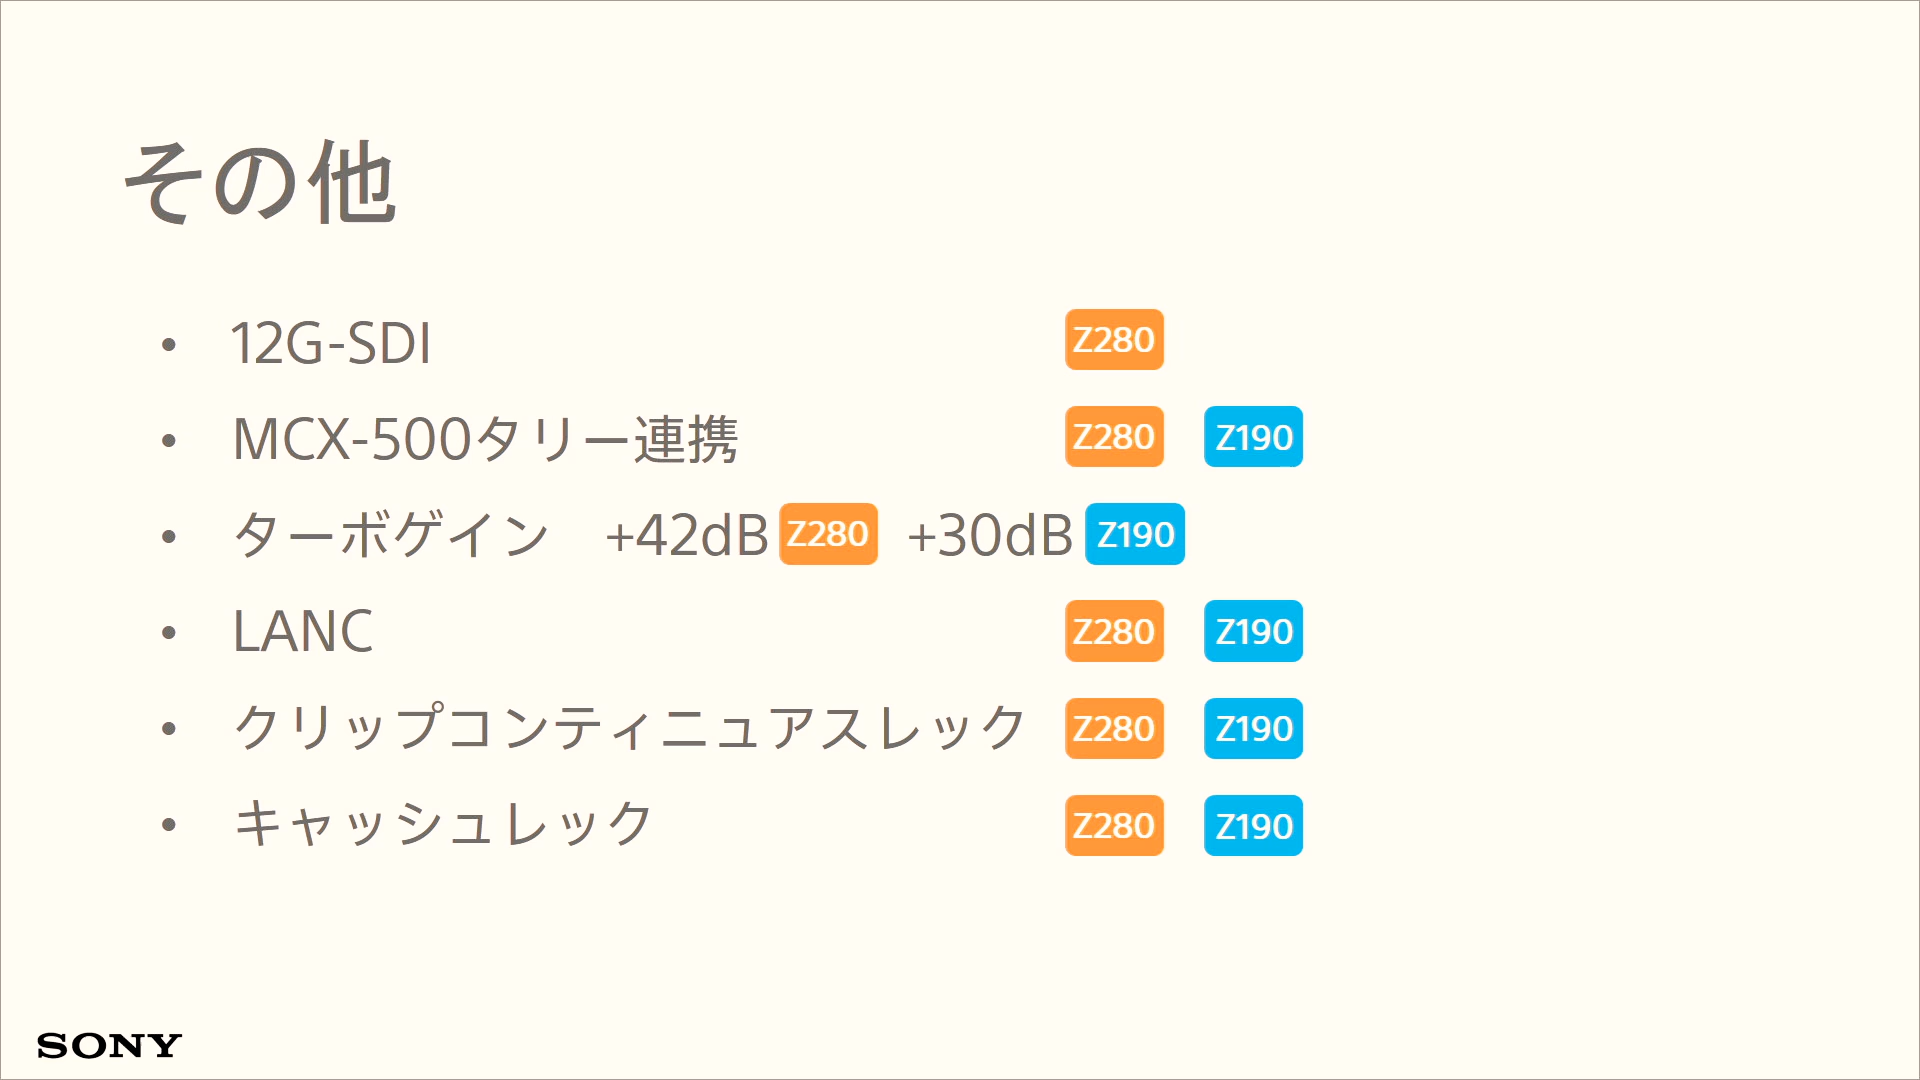 その他
• 12G-SDI Z280
• MCX-500タリー連携 Z280 Z190
• ターボゲイン　+42dB Z280 +30dB Z190
• LANC Z280 Z190
• クリップコンティニュアスレック Z280 Z190
• キャッシュレック Z280 Z190
SONY